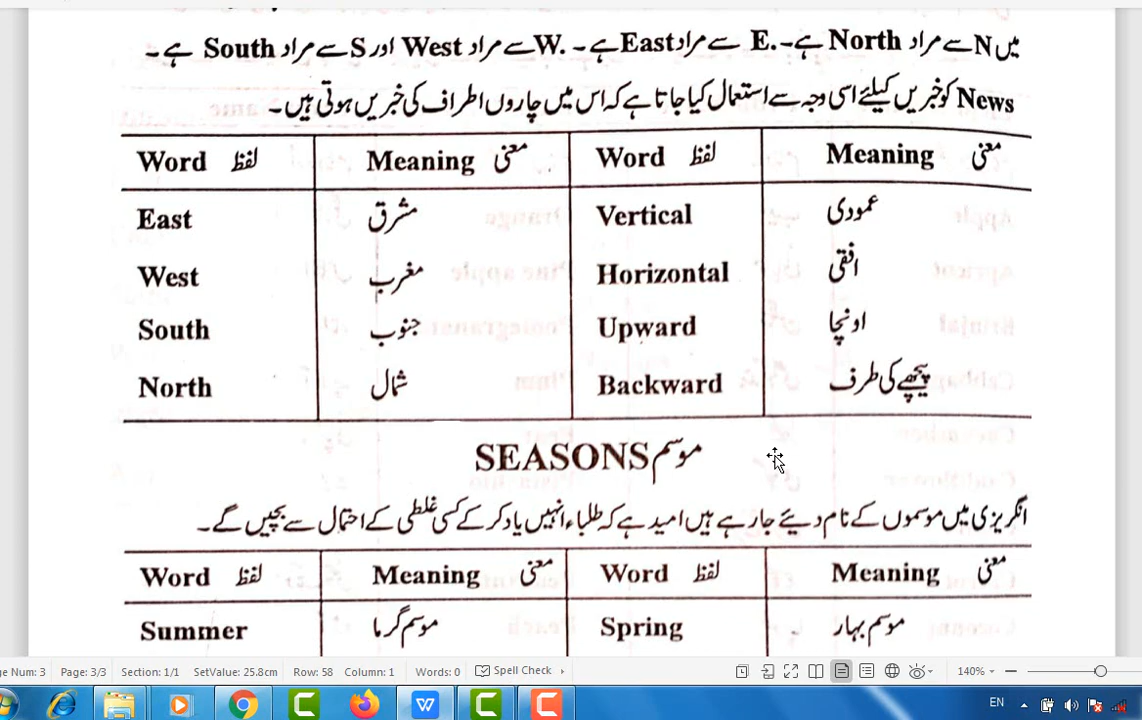 میں N سے مراد North ہے۔ E. سے مراد East ہے۔ W. سے مراد West اور S سے مراد South ہے۔
News کو خبریں کیلئے اسی وجہ سے استعمال کیا جاتا ہے کہ اس میں چاروں اطراف کی خبریں ہوتی ہیں۔
Word لفظ Meaning معنی Word لفظ Meaning معنی
East مشرق Vertical عمودی
West مغرب Horizontal افقی
South جنوب Upward اونچا
North شمال Backward پیچھے کی طرف
SEASONS موسم
انگریزی میں موسموں کے نام دیئے جا رہے ہیں امید ہے کہ طلباء انہیں یاد کر کے کسی غلطی کے احتمال سے بچیں گے۔
Word لفظ Meaning معنی Word لفظ Meaning معنی
Summer موسم گرما Spring موسم بہار
ge Num: 3 Page: 3/3 Section: 1/1 SetValue: 25.8cm Row: 58 Column: 1 Words: 0 Spell Check 140%
EN